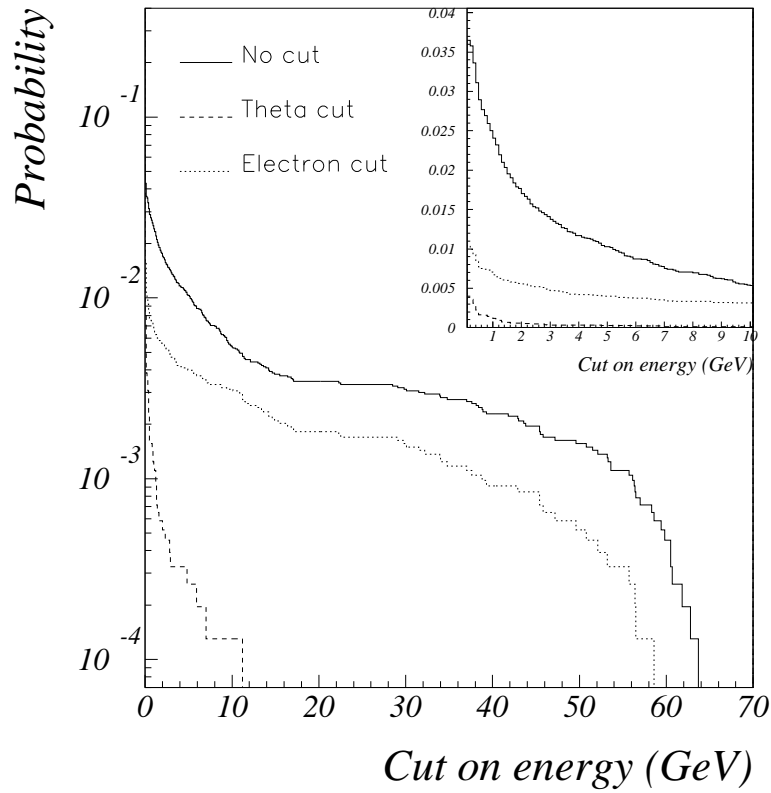 Probability
No cut
Theta cut
Electron cut
10 -1
10 -2
10 -3
10 -4
0 10 20 30 40 50 60 70
Cut on energy (GeV)
0.04
0.035
0.03
0.025
0.02
0.015
0.01
0.005
0
1 2 3 4 5 6 7 8 9 10
Cut on energy (GeV)